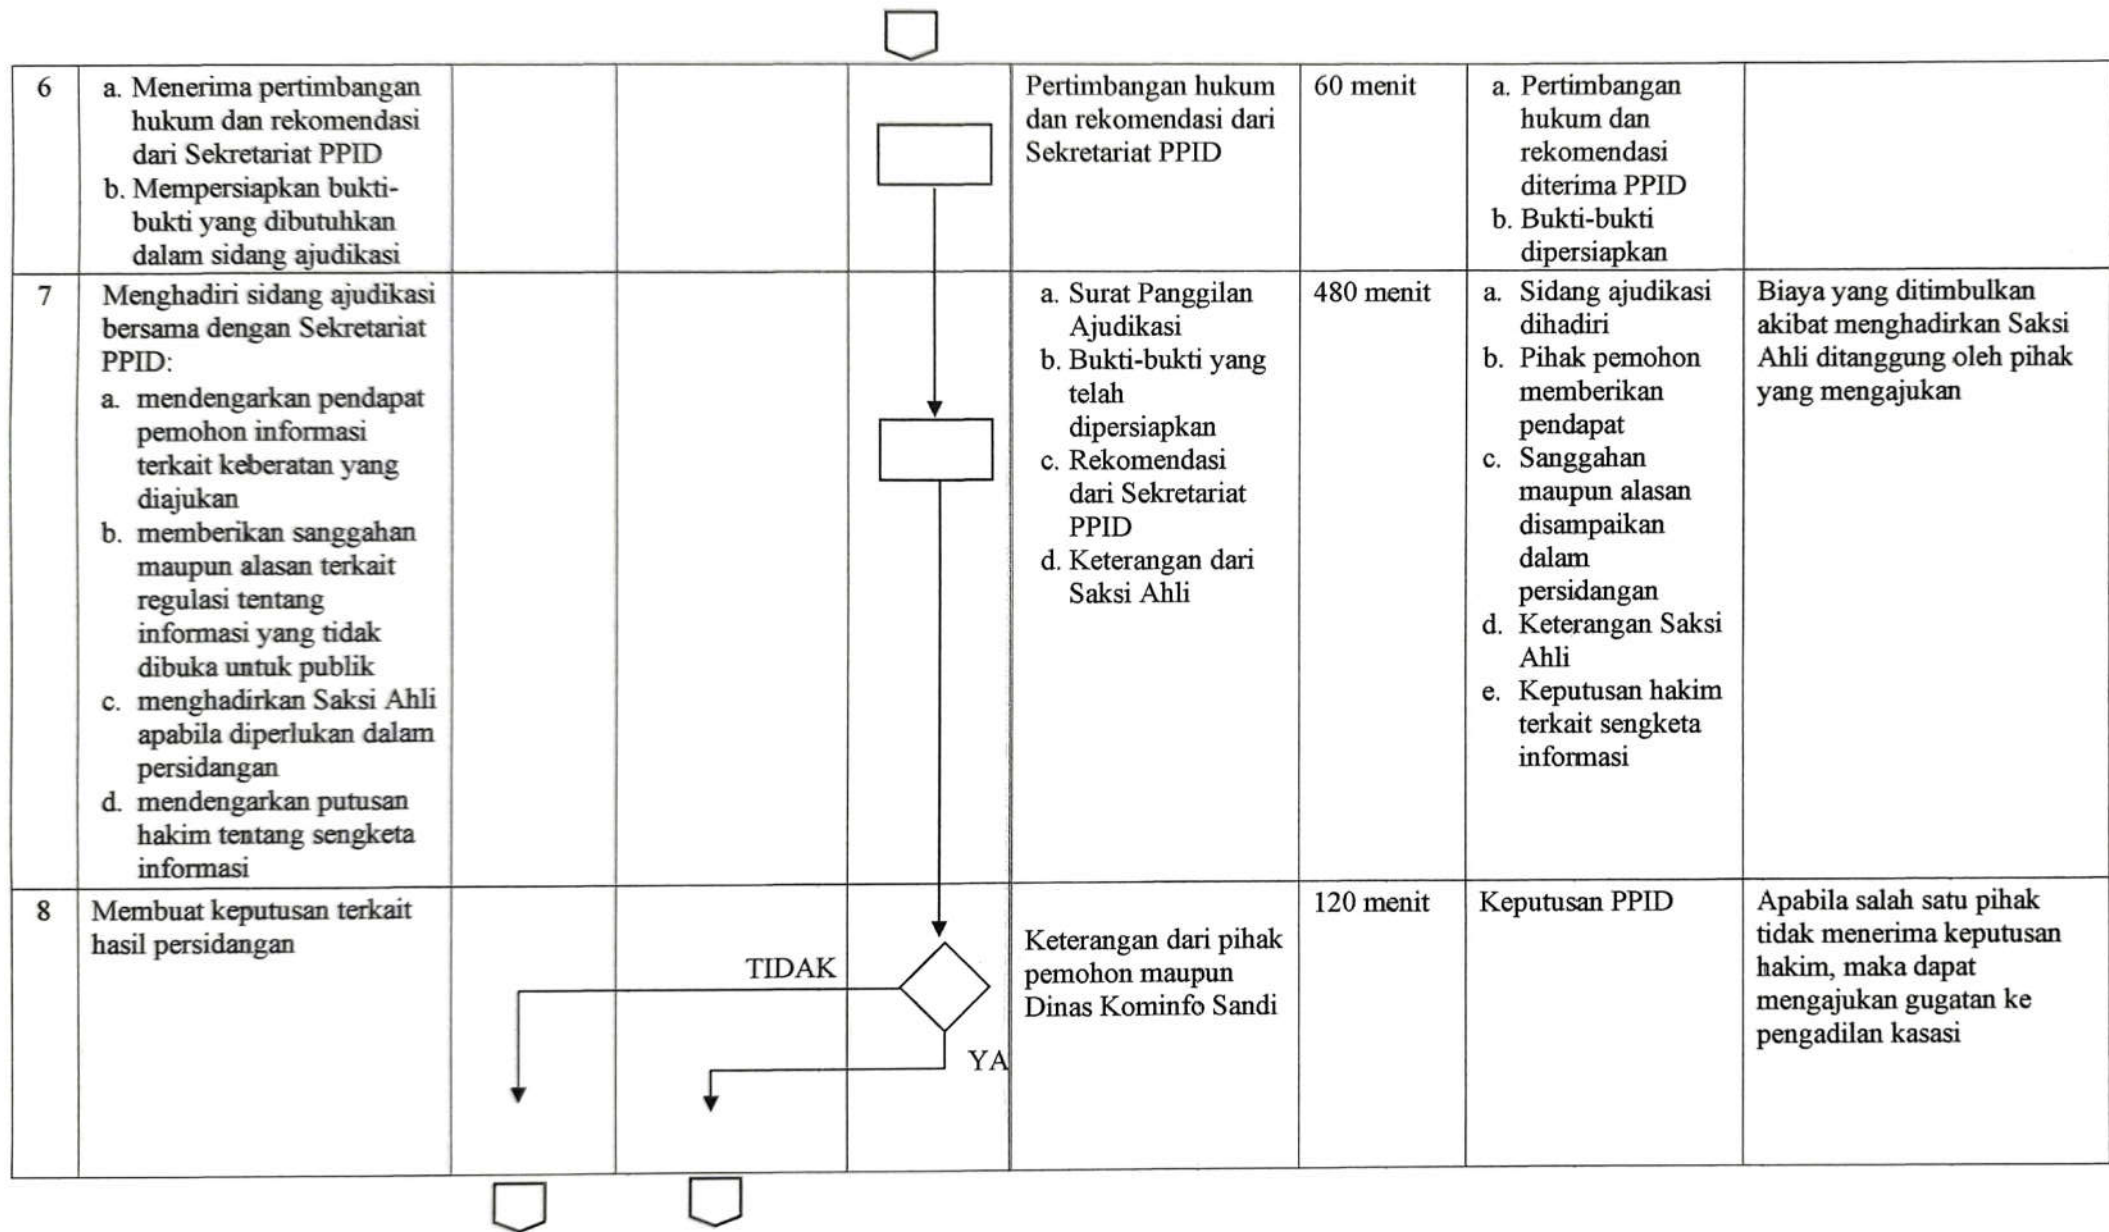 6
a. Menerima pertimbangan
hukum dan rekomendasi
dari Sekretariat PPID
b. Mempersiapkan bukti-
bukti yang dibutuhkan
dalam sidang ajudikasi
Pertimbangan hukum
dan rekomendasi dari
Sekretariat PPID
60 menit
a. Pertimbangan
hukum dan
rekomendasi
diterima PPID
b. Bukti-bukti
dipersiapkan
7
Menghadiri sidang ajudikasi
bersama dengan Sekretariat
PPID:
a. mendengarkan pendapat
pemohon informasi
terkait keberatan yang
diajukan
b. memberikan sanggahan
maupun alasan terkait
regulasi tentang
informasi yang tidak
dibuka untuk publik
c. menghadirkan Saksi Ahli
apabila diperlukan dalam
persidangan
d. mendengarkan putusan
hakim tentang sengketa
informasi
a. Surat Panggilan
Ajudikasi
b. Bukti-bukti yang
telah
dipersiapkan
c. Rekomendasi
dari Sekretariat
PPID
d. Keterangan dari
Saksi Ahli
480 menit
a. Sidang ajudikasi
dihadiri
b. Pihak pemohon
memberikan
pendapat
c. Sanggahan
maupun alasan
disampaikan
dalam
persidangan
d. Keterangan Saksi
Ahli
e. Keputusan hakim
terkait sengketa
informasi
Biaya yang ditimbulkan
akibat menghadirkan Saksi
Ahli ditanggung oleh pihak
yang mengajukan
8
Membuat keputusan terkait
hasil persidangan
TIDAK
YA
Keterangan dari pihak
pemohon maupun
Dinas Kominfo Sandi
120 menit
Keputusan PPID
Apabila salah satu pihak
tidak menerima keputusan
hakim, maka dapat
mengajukan gugatan ke
pengadilan kasasi